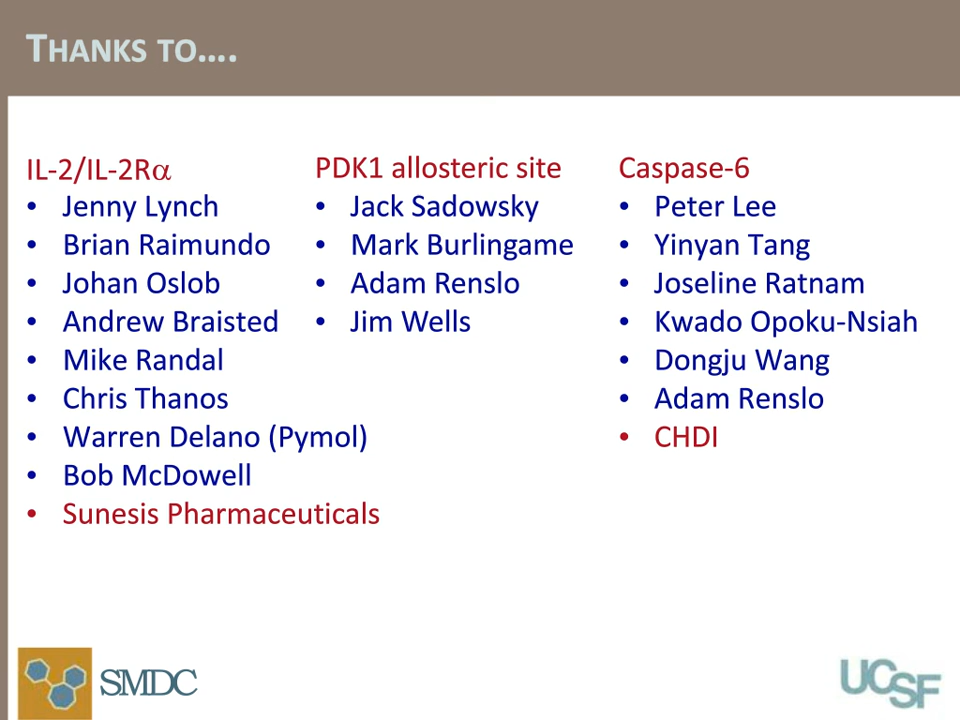 THANKS TO….
IL-2/IL-2Rα
• Jenny Lynch
• Brian Raimundo
• Johan Oslob
• Andrew Braisted
• Mike Randal
• Chris Thanos
• Warren Delano (Pymol)
• Bob McDowell
• Sunesis Pharmaceuticals
PDK1 allosteric site
• Jack Sadowsky
• Mark Burlingame
• Adam Renslo
• Jim Wells
Caspase-6
• Peter Lee
• Yinyan Tang
• Joseline Ratnam
• Kwado Opoku-Nsiah
• Dongju Wang
• Adam Renslo
• CHDI
SMDC
UCSF